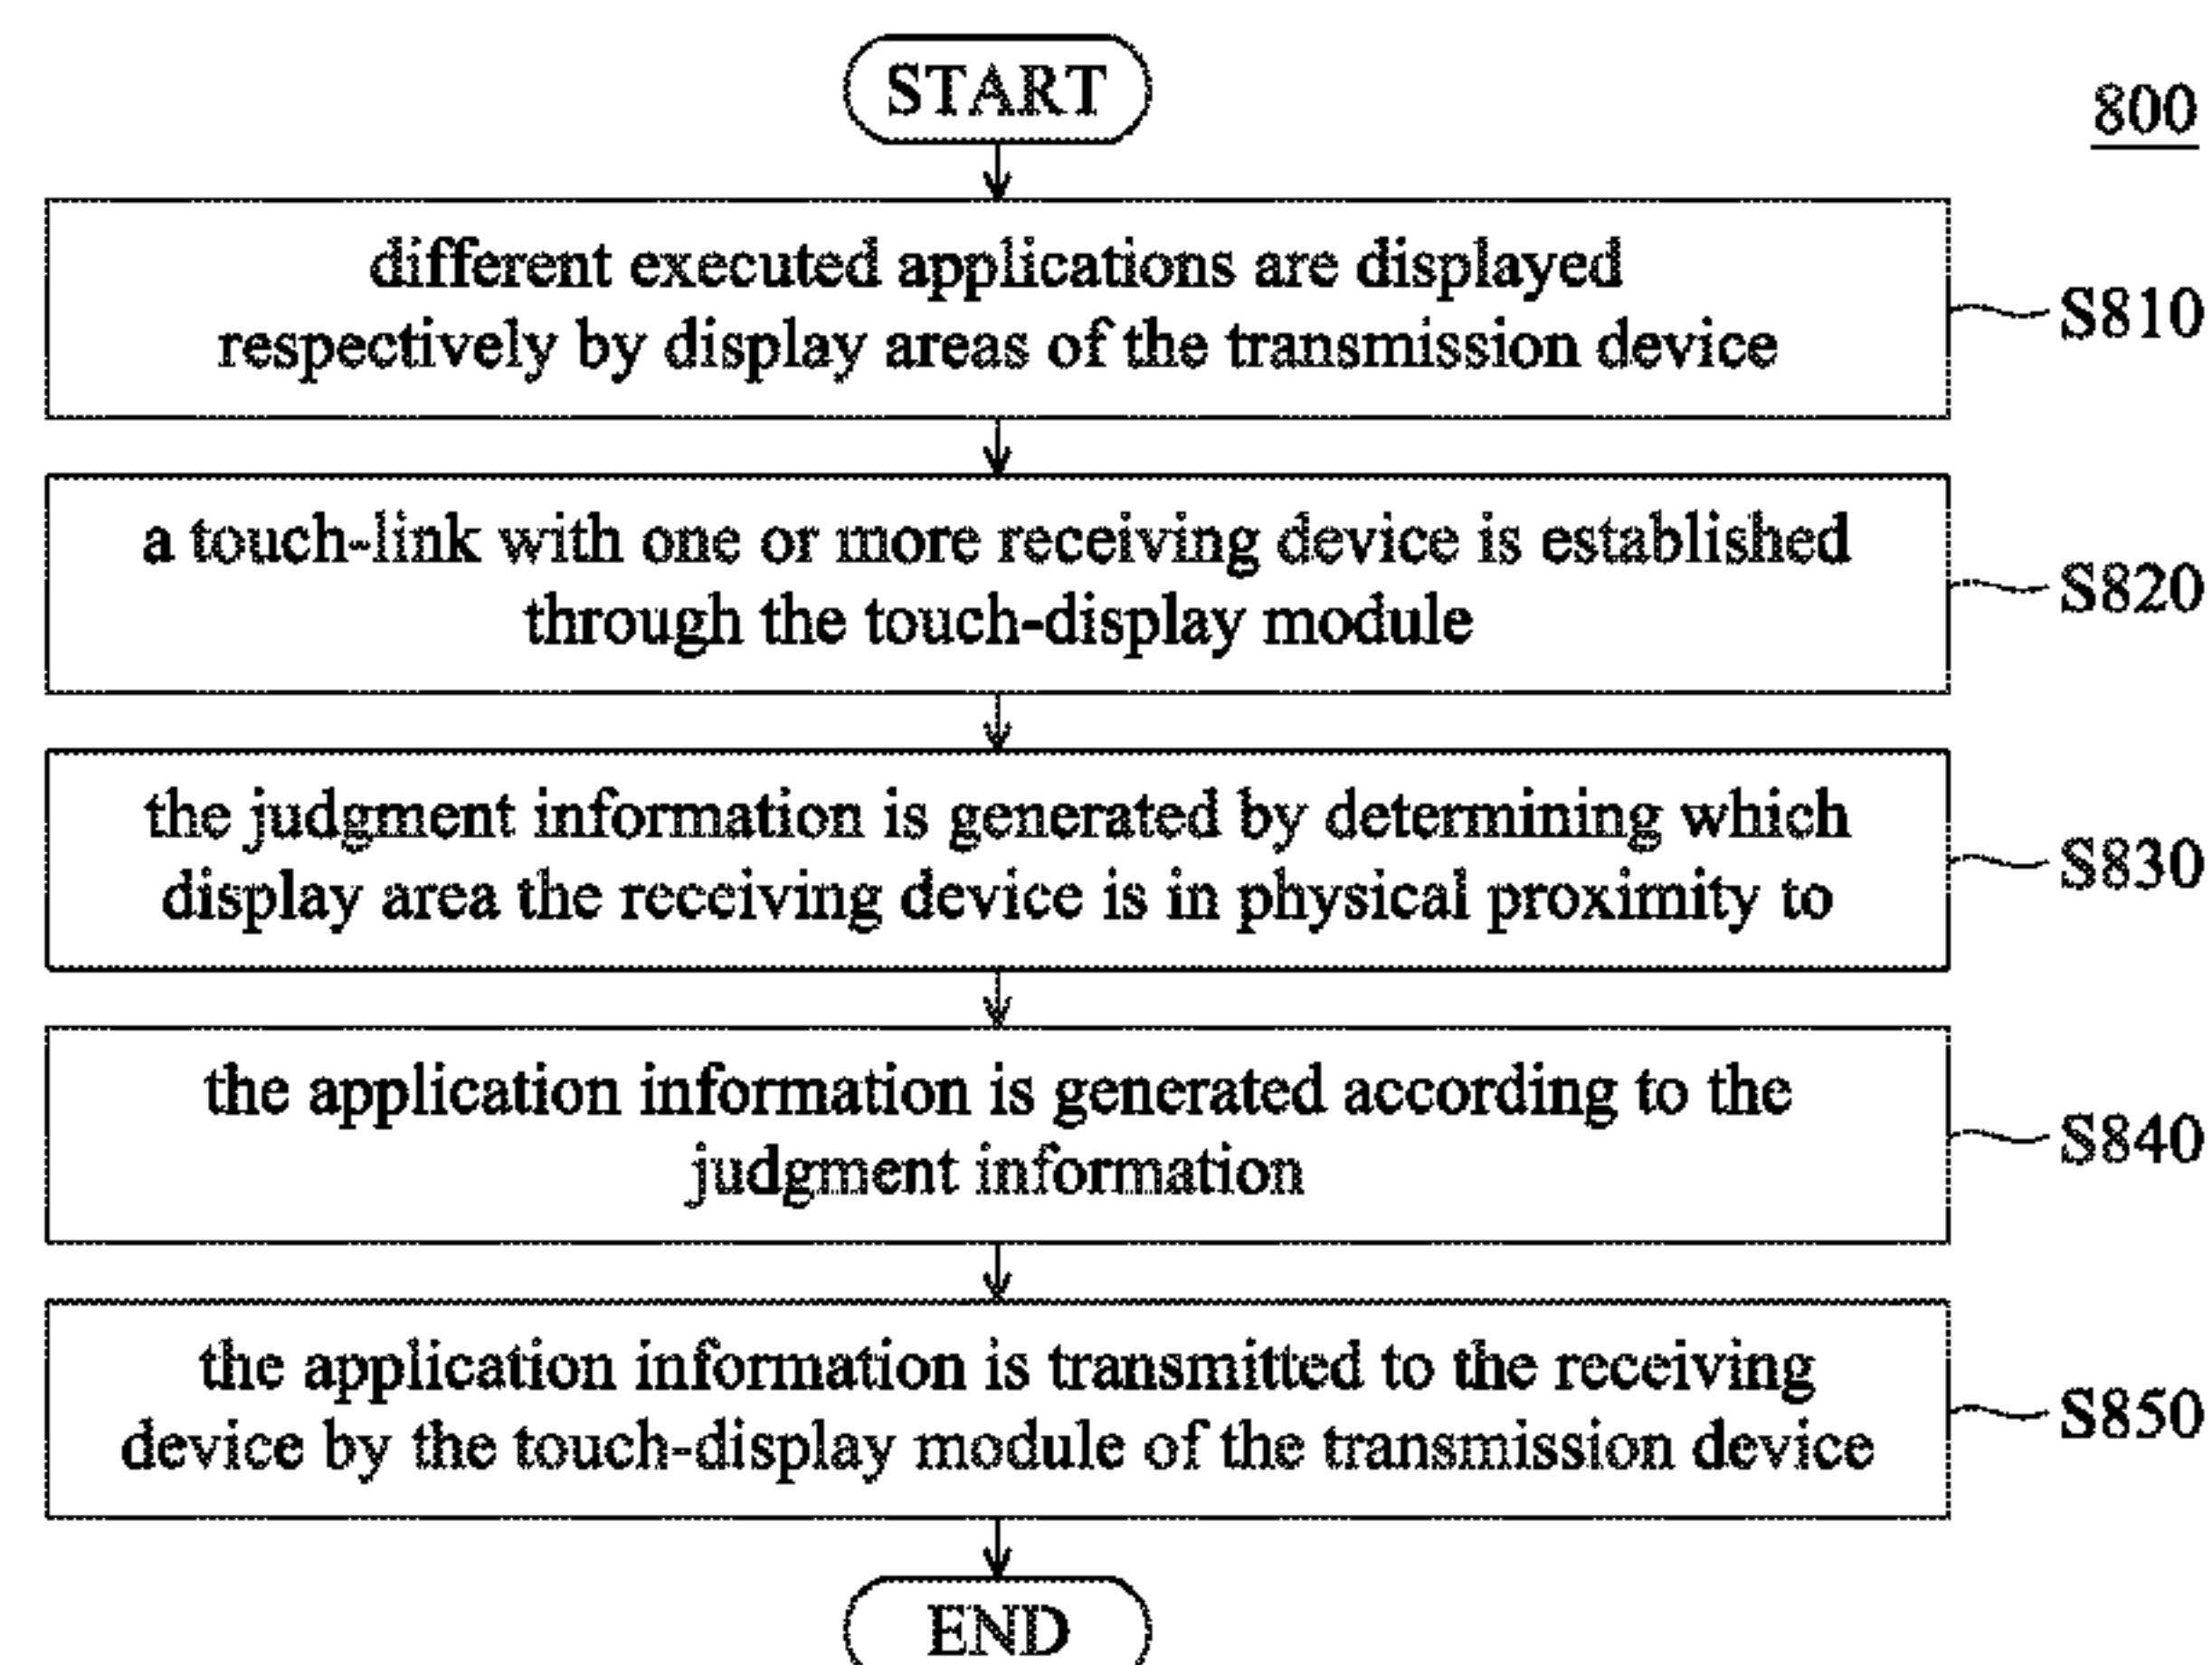 START
800
different executed applications are displayed
respectively by display areas of the transmission device
S810
a touch-link with one or more receiving device is established
through the touch-display module
S820
the judgment information is generated by determining which
display area the receiving device is in physical proximity to
S830
the application information is generated according to the
judgment information
S840
the application information is transmitted to the receiving
device by the touch-display module of the transmission device
S850
END